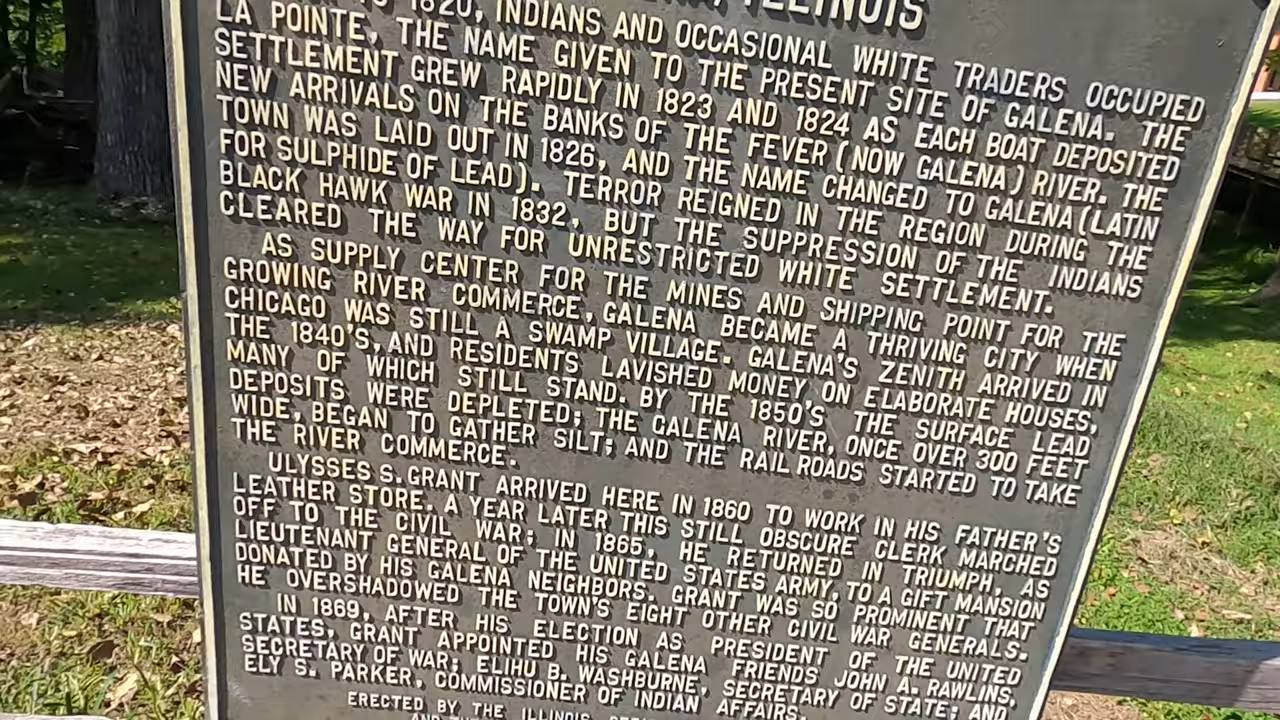 ILLINOIS
1820, INDIANS AND OCCASIONAL WHITE TRADERS OCCUPIED
LA POINTE, THE NAME GIVEN TO THE PRESENT SITE OF GALENA. THE
SETTLEMENT GREW RAPIDLY IN 1823 AND 1824 AS EACH BOAT DEPOSITED
NEW ARRIVALS ON THE BANKS OF THE FEVER (NOW GALENA) RIVER. THE
TOWN WAS LAID OUT IN 1826, AND THE NAME CHANGED TO GALENA (LATIN
FOR SULPHIDE OF LEAD). TERROR REIGNED IN THE REGION DURING THE
BLACK HAWK WAR IN 1832, BUT THE SUPPRESSION OF THE INDIANS
CLEARED THE WAY FOR UNRESTRICTED WHITE SETTLEMENT.
AS SUPPLY CENTER FOR THE MINES AND SHIPPING POINT FOR THE
GROWING RIVER COMMERCE, GALENA BECAME A THRIVING CITY WHEN
CHICAGO WAS STILL A SWAMP VILLAGE. GALENA'S ZENITH ARRIVED IN
THE 1840'S, AND RESIDENTS LAVISHED MONEY ON ELABORATE HOUSES,
MANY OF WHICH STILL STAND. BY THE 1850'S THE SURFACE LEAD
DEPOSITS WERE DEPLETED; THE GALENA RIVER, ONCE OVER 300 FEET
WIDE, BEGAN TO GATHER SILT; AND THE RAILROADS STARTED TO TAKE
THE RIVER COMMERCE.
ULYSSES S. GRANT ARRIVED HERE IN 1860 TO WORK IN HIS FATHER'S
LEATHER STORE. A YEAR LATER THIS STILL OBSCURE CLERK MARCHED
OFF TO THE CIVIL WAR; IN 1865, HE RETURNED IN TRIUMPH, AS
LIEUTENANT GENERAL OF THE UNITED STATES ARMY, TO A GIFT MANSION
DONATED BY HIS GALENA NEIGHBORS. GRANT WAS SO PROMINENT THAT
HE OVERSHADOWED THE TOWN'S EIGHT OTHER CIVIL WAR GENERALS.
IN 1869, AFTER HIS ELECTION AS PRESIDENT OF THE UNITED
STATES, GRANT APPOINTED HIS GALENA FRIENDS JOHN A. RAWLINS,
SECRETARY OF WAR; ELIHU B. WASHBURNE, SECRETARY OF STATE; AND
ELY S. PARKER, COMMISSIONER OF INDIAN AFFAIRS.
ERECTED BY THE ILLINOIS